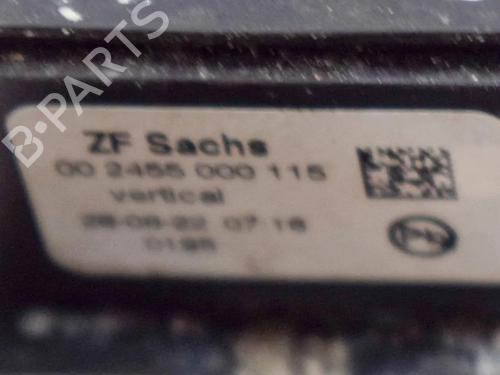 B-PARTS
ZF Sachs
00 2455 000 115
vertical
28-08-22 07:16
0195